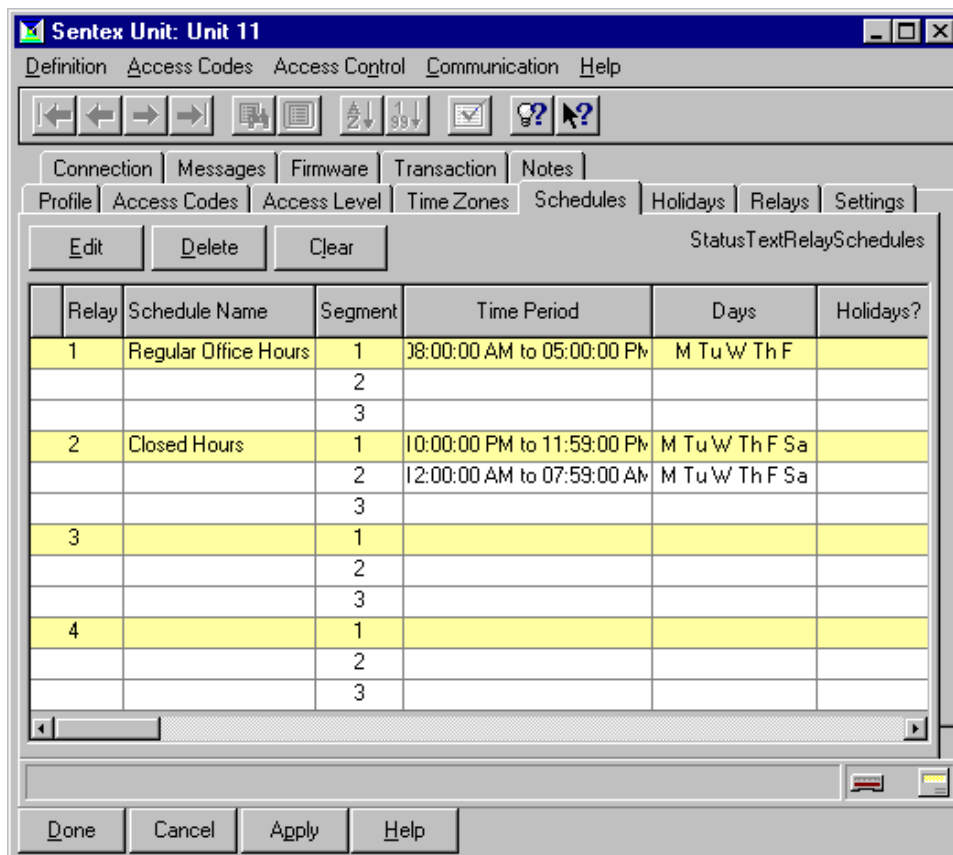 Sentex Unit: Unit 11
Definition Access Codes Access Control Communication Help
Connection Messages Firmware Transaction Notes
Profile Access Codes Access Level Time Zones Schedules Holidays Relays Settings
Edit Delete Clear StatusTextRelaySchedules
Relay Schedule Name Segment Time Period Days Holidays?
1 Regular Office Hours 1 08:00:00 AM to 05:00:00 PM M Tu W Th F
2
3
2 Closed Hours 1 10:00:00 PM to 11:59:00 PM M Tu W Th F Sa
2 12:00:00 AM to 07:59:00 AM M Tu W Th F Sa
3
3 1
2
3
4 1
2
3
Done Cancel Apply Help